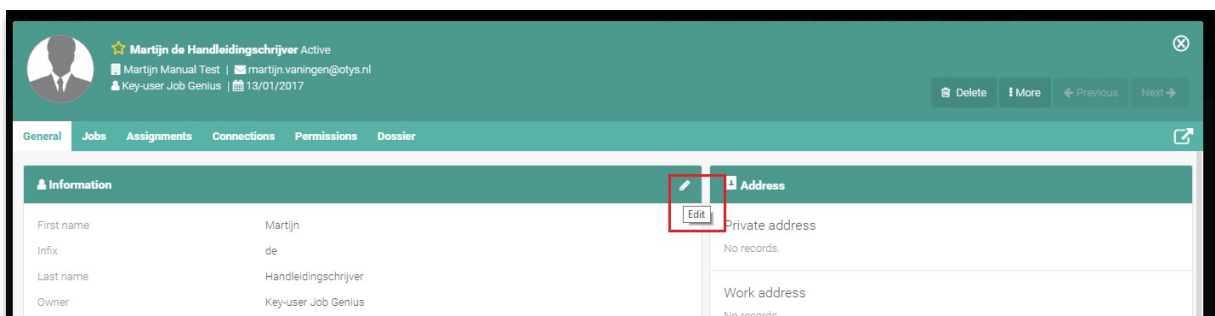 Martijn de Handleidingschrijver Active
Martijn Manual Test | martijn.vaningen@otys.nl
Key-user Job Genius | 13/01/2017
Delete More Previous Next
General Jobs Assignments Connections Permissions Dossier
Information
Edit
First name Martijn
Infix de
Last name Handleidingschrijver
Owner Key-user Job Genius
Address
Private address
No records.
Work address
No records.